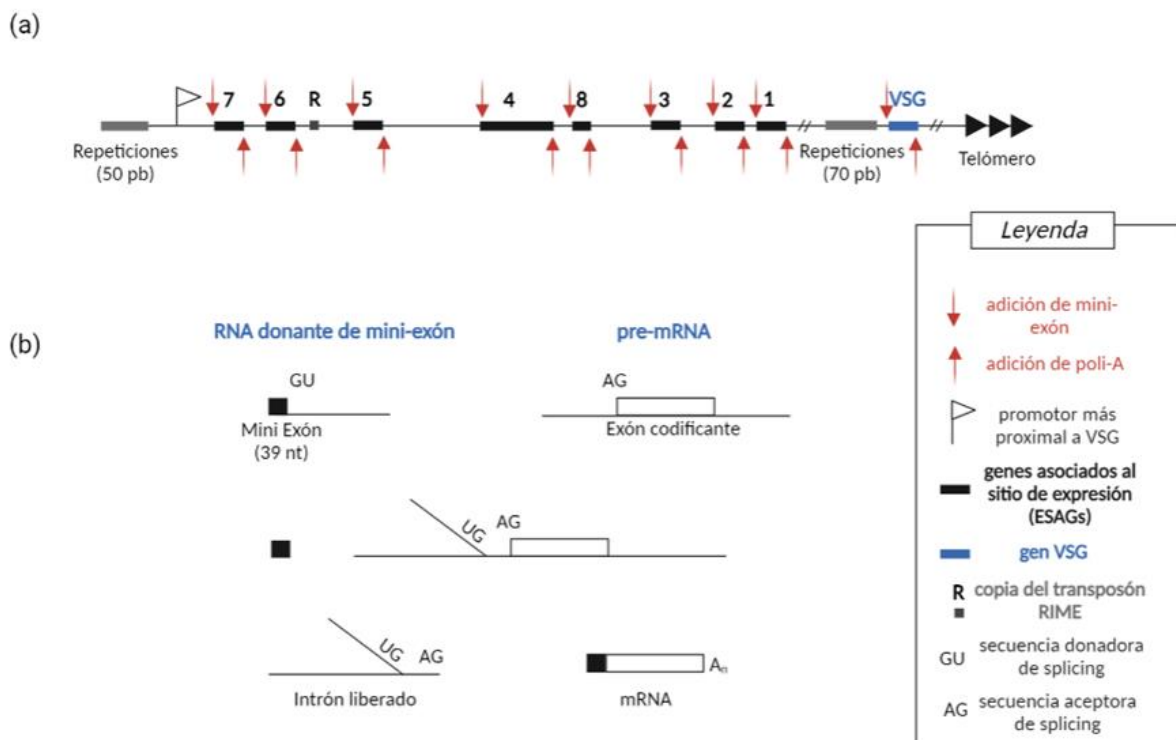 (a)
7
6
R
5
4
8
3
2
1
VSG
Repeticiones
(50 pb)
Repeticiones
(70 pb)
Telómero
(b)
RNA donante de mini-exón
pre-mRNA
GU
Mini Exón
(39 nt)
AG
Exón codificante
UG
AG
UG
AG
Intrón liberado
Aₙ
mRNA
Leyenda
adición de mini-
exón
adición de poli-A
promotor más
proximal a VSG
genes asociados al
sitio de expresión
(ESAGs)
gen VSG
R copia del transposón
RIME
GU secuencia donadora
de splicing
AG secuencia aceptora
de splicing